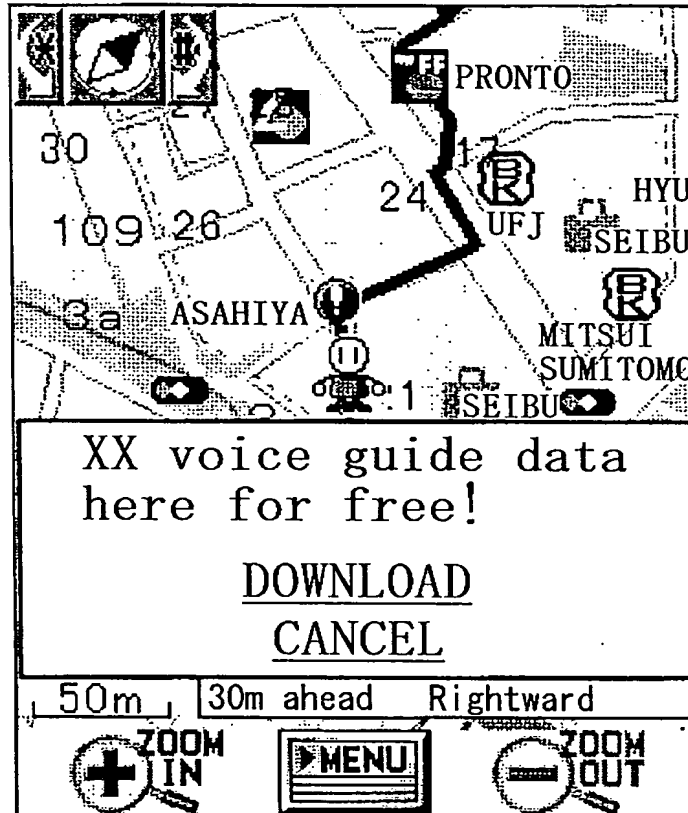 *
#
FF
PRONTO
30
17
24
HYU
109
26
UFJ
SEIBU
3a
ASAHIYA
MITSUI
SUMITOMO
1
SEIBU
XX voice guide data
here for free!
DOWNLOAD
CANCEL
50m
30m ahead Rightward
ZOOM
IN
MENU
ZOOM
OUT